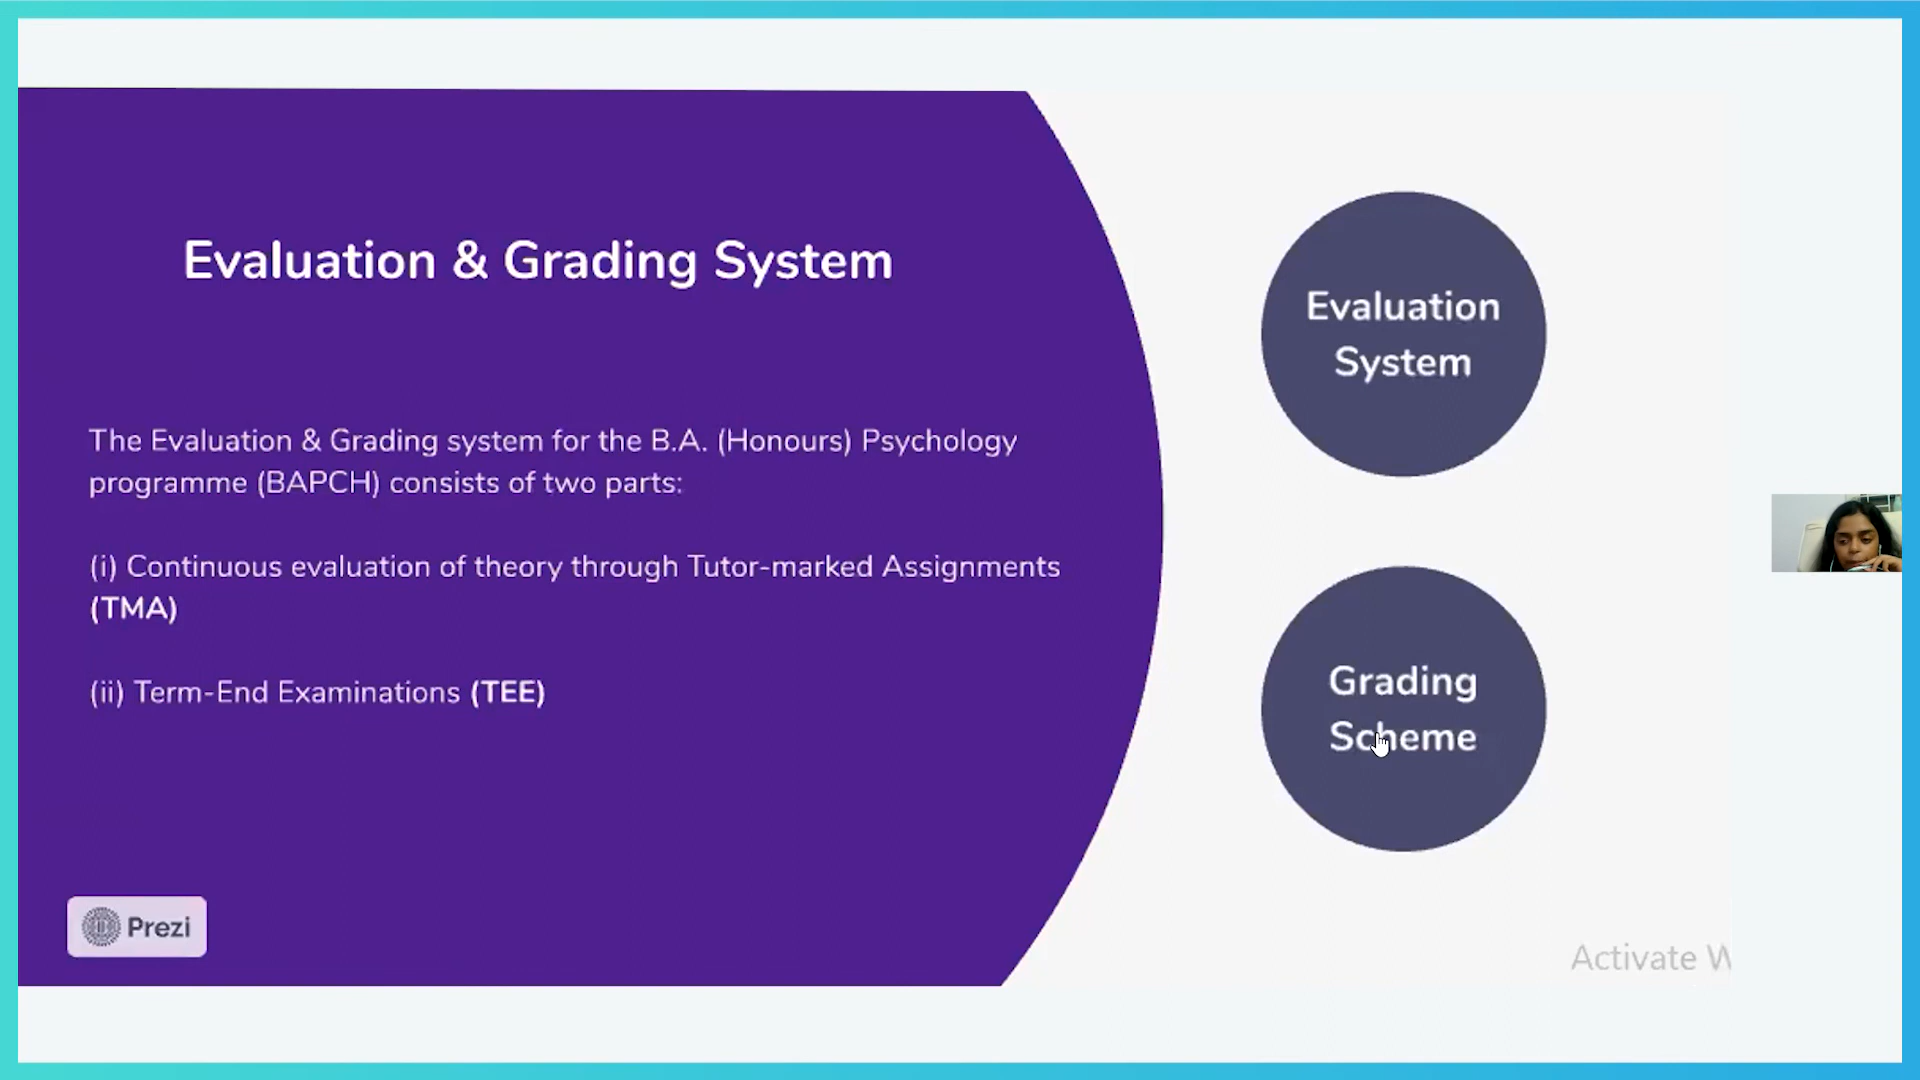 Evaluation & Grading System
The Evaluation & Grading system for the B.A. (Honours) Psychology
programme (BAPCH) consists of two parts:
(i) Continuous evaluation of theory through Tutor-marked Assignments
(TMA)
(ii) Term-End Examinations (TEE)
Prezi
Evaluation
System
Grading
Scheme
Activate W